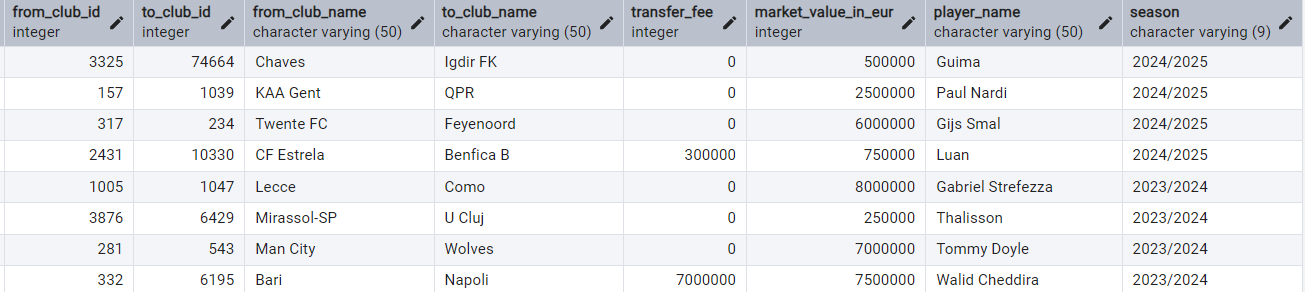 from_club_id to_club_id from_club_name to_club_name transfer_fee market_value_in_eur player_name season
integer integer character varying (50) character varying (50) integer integer character varying (50) character varying (9)
3325 74664 Chaves Igdir FK 0 500000 Guima 2024/2025
157 1039 KAA Gent QPR 0 2500000 Paul Nardi 2024/2025
317 234 Twente FC Feyenoord 0 6000000 Gijs Smal 2024/2025
2431 10330 CF Estrela Benfica B 300000 750000 Luan 2024/2025
1005 1047 Lecce Como 0 8000000 Gabriel Strefezza 2023/2024
3876 6429 Mirassol-SP U Cluj 0 250000 Thalisson 2023/2024
281 543 Man City Wolves 0 7000000 Tommy Doyle 2023/2024
332 6195 Bari Napoli 7000000 7500000 Walid Cheddira 2023/2024